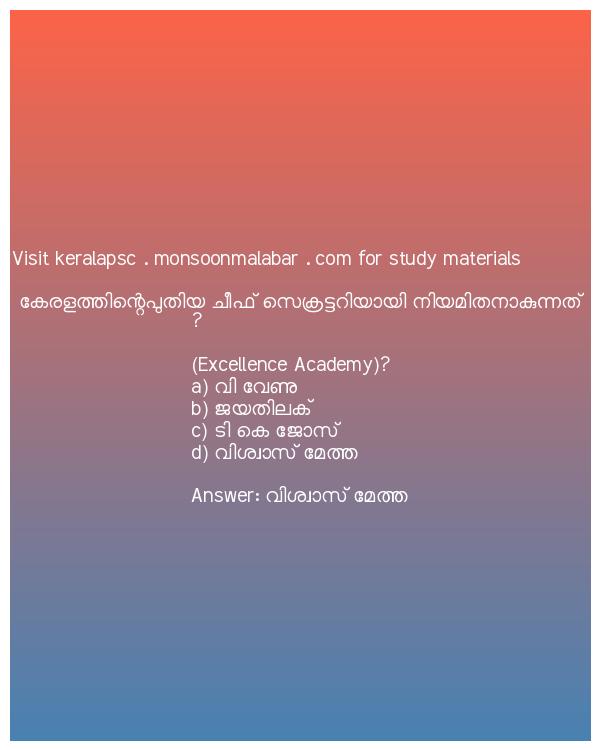 Visit keralapsc . monsoonmalabar . com for study materials
കേരളത്തിന്റെപുതിയ ചീഫ് സെക്രട്ടറിയായി നിയമിതനാകുന്നത്
?
(Excellence Academy)?
a) വി വേണു
b) ജയതിലക്
c) ടി കെ ജോസ്
d) വിശ്വാസ് മേത്ത
Answer: വിശ്വാസ് മേത്ത